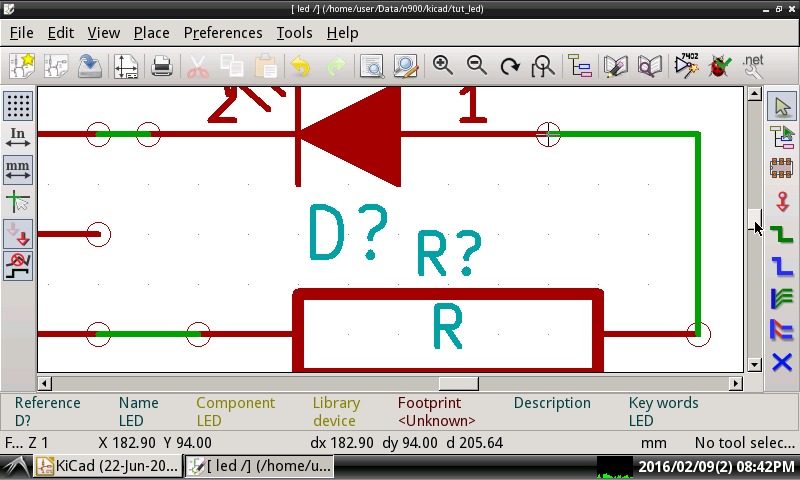 [ led /] (/home/user/Data/n900/kicad/tut_led)
File Edit View Place Preferences Tools Help
7402
.net
In
mm
2 1
D? R?
R
Reference Name Component Library Footprint Description Key words
D? LED LED device <Unknown> LED
F... Z 1 X 182.90 Y 94.00 dx 182.90 dy 94.00 d 205.64 mm No tool selec...
KiCad (22-Jun-20... [ led /] (/home/u... 2016/02/09(2) 08:42PM